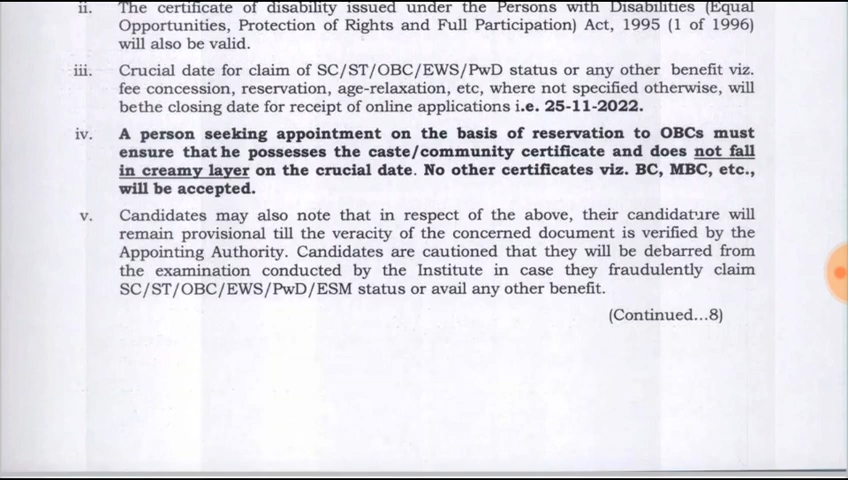 ii. The certificate of disability issued under the Persons with Disabilities (Equal
Opportunities, Protection of Rights and Full Participation) Act, 1995 (1 of 1996)
will also be valid.
iii. Crucial date for claim of SC/ST/OBC/EWS/PwD status or any other benefit viz.
fee concession, reservation, age-relaxation, etc, where not specified otherwise, will
bethe closing date for receipt of online applications i.e. 25-11-2022.
iv. A person seeking appointment on the basis of reservation to OBCs must
ensure that he possesses the caste/community certificate and does not fall
in creamy layer on the crucial date. No other certificates viz. BC, MBC, etc.,
will be accepted.
v. Candidates may also note that in respect of the above, their candidature will
remain provisional till the veracity of the concerned document is verified by the
Appointing Authority. Candidates are cautioned that they will be debarred from
the examination conducted by the Institute in case they fraudulently claim
SC/ST/OBC/EWS/PwD/ESM status or avail any other benefit.
(Continued...8)